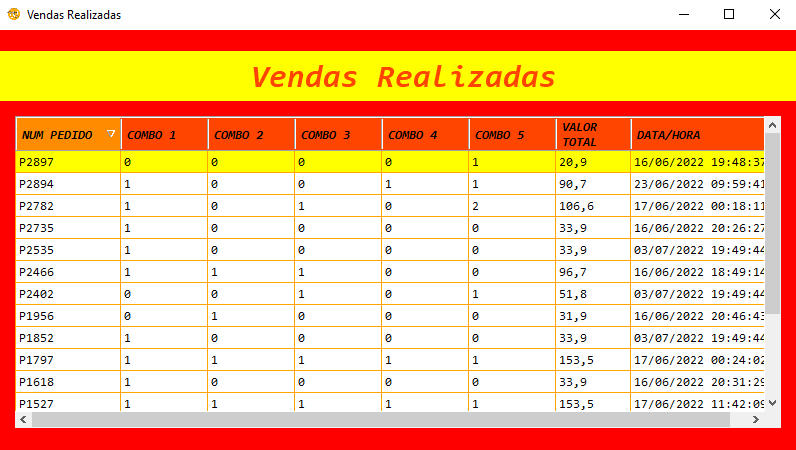 Vendas Realizadas
Vendas Realizadas
NUM PEDIDO COMBO 1 COMBO 2 COMBO 3 COMBO 4 COMBO 5 VALOR TOTAL DATA/HORA
P2897 0 0 0 0 1 20,9 16/06/2022 19:48:37
P2894 1 0 0 1 1 90,7 23/06/2022 09:59:41
P2782 1 0 1 0 2 106,6 17/06/2022 00:18:11
P2735 1 0 0 0 0 33,9 16/06/2022 20:26:27
P2535 1 0 0 0 0 33,9 03/07/2022 19:49:44
P2466 1 1 1 0 0 96,7 16/06/2022 18:49:14
P2402 0 0 1 0 1 51,8 03/07/2022 19:49:44
P1956 0 1 0 0 0 31,9 16/06/2022 20:46:43
P1852 1 0 0 0 0 33,9 03/07/2022 19:49:44
P1797 1 1 1 1 1 153,5 17/06/2022 00:24:02
P1618 1 0 0 0 0 33,9 16/06/2022 20:31:29
P1527 1 1 1 1 1 153,5 17/06/2022 11:42:09